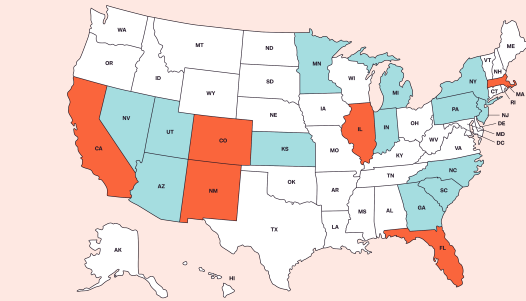 WA
MT
ND
MN
ME
OR
ID
SD
WI
VT
NH
NY
WY
MI
MA
CT
RI
IA
PA
NE
NJ
NV
OH
DE
UT
IL
IN
MD
CO
WV
DC
CA
KS
MO
VA
KY
NC
TN
AZ
NM
OK
AR
SC
MS
AL
GA
TX
LA
FL
AK
HI